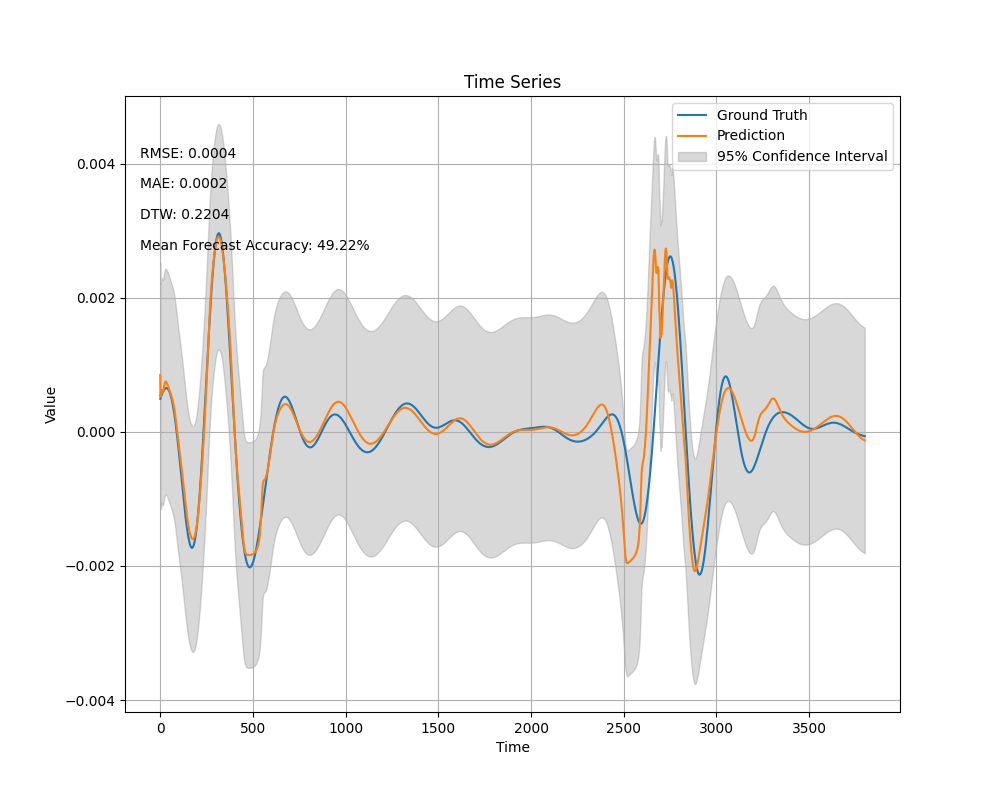 Time Series
Ground Truth
Prediction
95% Confidence Interval
RMSE: 0.0004
MAE: 0.0002
DTW: 0.2204
Mean Forecast Accuracy: 49.22%
Value
0.004
0.002
0.000
−0.002
−0.004
0 500 1000 1500 2000 2500 3000 3500
Time